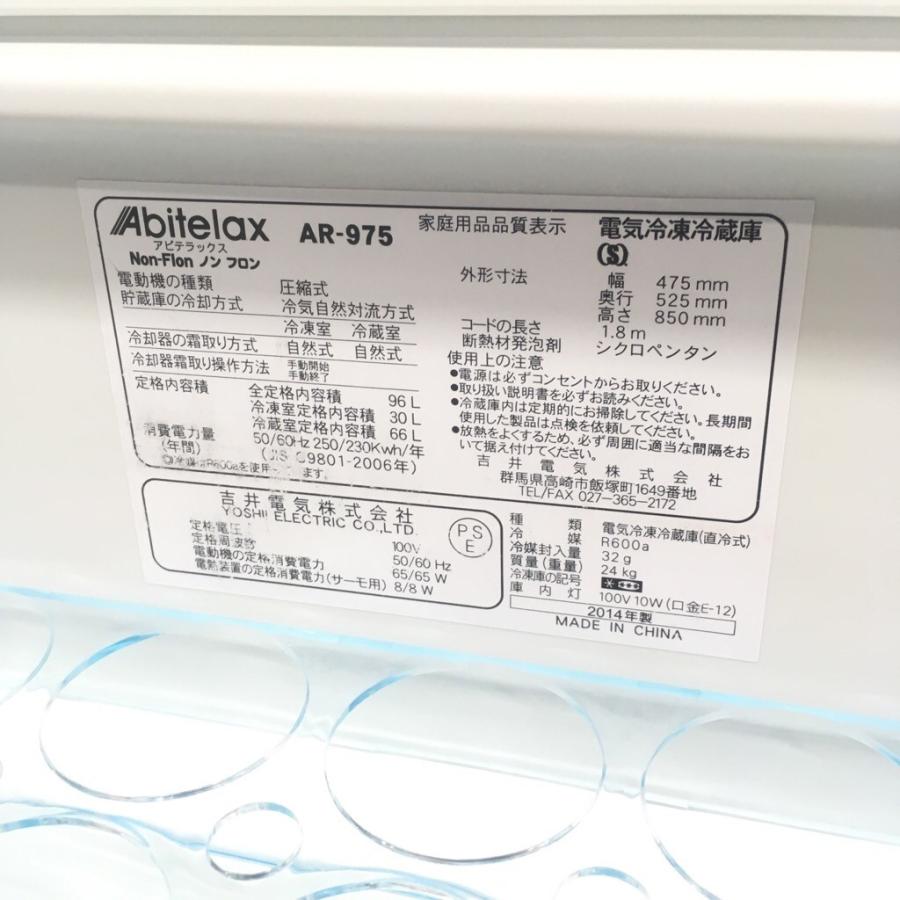 Abitelax AR-975 家庭用品品質表示 電気冷凍冷蔵庫
アビテラックス (S)
Non-Flon ノンフロン
電動機の種類 圧縮式
貯蔵庫の冷却方式 冷気自然対流方式
冷凍室 冷蔵室
冷却器の霜取り方式 自然式 自然式
冷却器霜取り操作方法 手動開始
手動終了
定格内容積 全定格内容積 96 L
冷凍室定格内容積 30 L
冷蔵室定格内容積 66 L
消費電力量 50/60Hz 250/230Kwh/年
(年間) (JIS C9801-2006年)
R600aを使用 ます。
外形寸法 幅 475 mm
奥行 525 mm
高さ 850 mm
コードの長さ 1.8 m
断熱材発泡剤 シクロペンタン
使用上の注意
●電源は必ずコンセントからお取りください。
●取り扱い説明書を必ずお読みください。
●冷蔵庫内は定期的にお掃除してください。長期間
使用した製品は点検を依頼してください。
●放熱をよくするため、必ず周囲に適当な間隔をお
いて据え付けてください。
吉井電気株式会社
群馬県高崎市飯塚町1649番地
TEL/FAX 027-365-2172
吉井電気株式会社
YOSHII ELECTRIC CO.,LTD.
PS
E
定格電圧 100V
定格周波数 50/60 Hz
電動機の定格消費電力 65/65 W
電熱装置の定格消費電力(サーモ用) 8/8 W
種類 電気冷凍冷蔵庫(直冷式)
冷媒 R600a
冷媒封入量 32 g
質量(重量) 24 kg
冷凍庫の記号
庫内灯 100V 10W (口金E-12)
2014年製
MADE IN CHINA